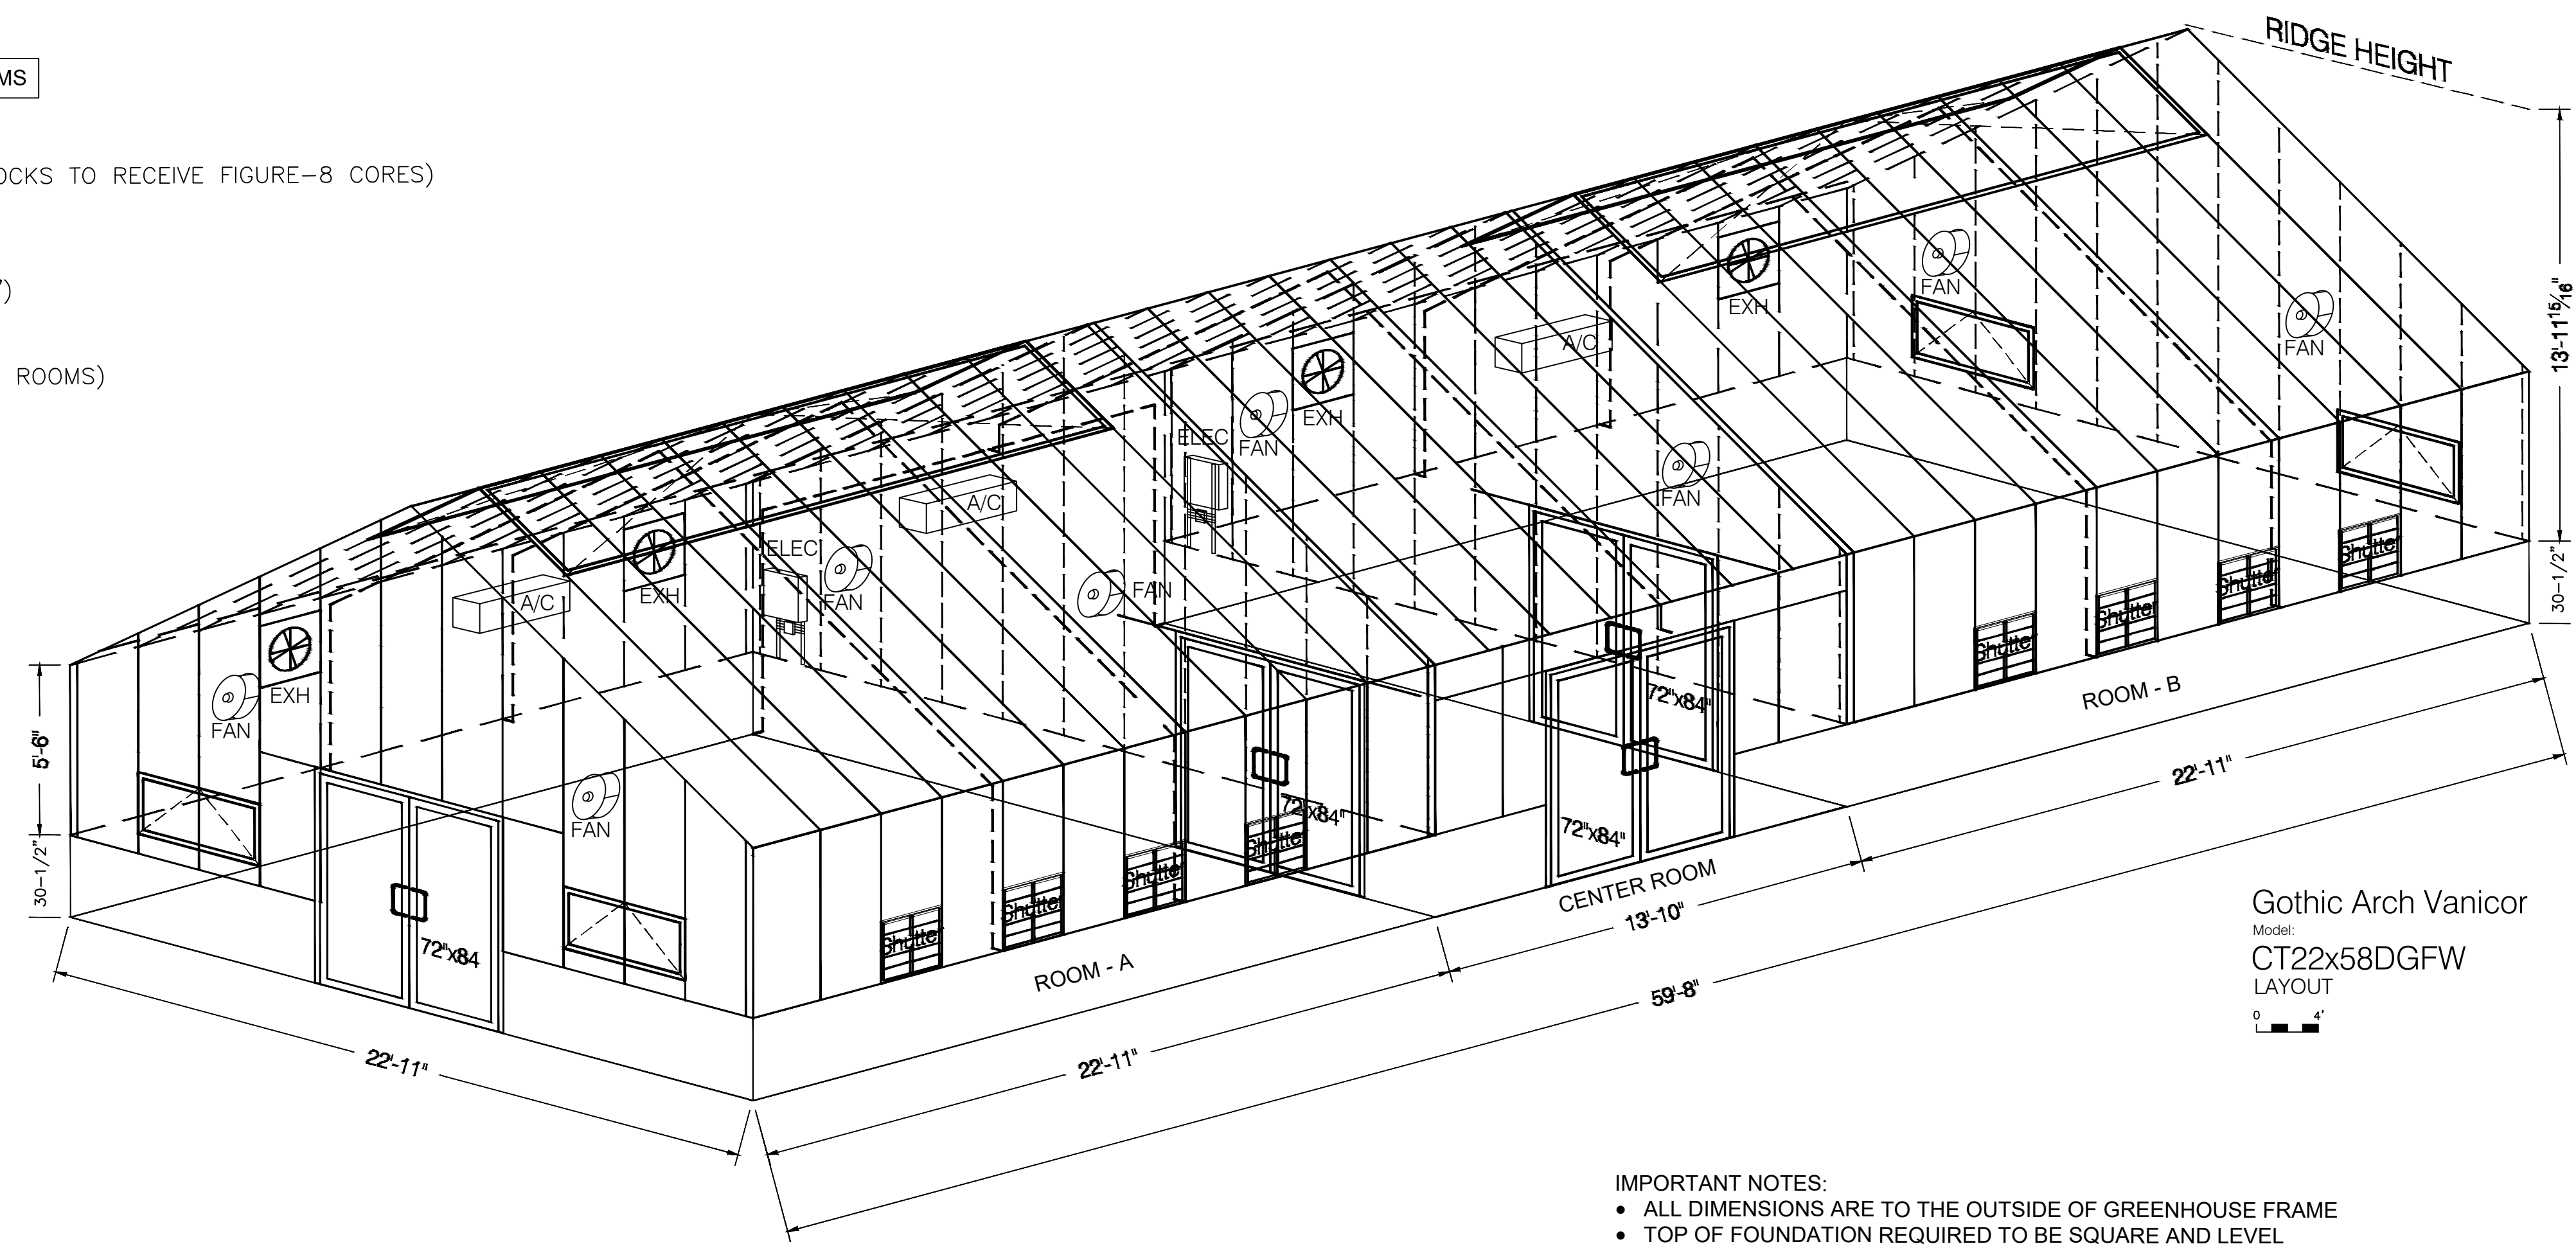 MS
OCKS TO RECEIVE FIGURE-8 CORES)
")
ROOMS)
RIDGE HEIGHT
13'-11 15/16"
30-1/2"
5'-6"
30-1/2"
EXH
FAN
FAN
FAN
A/C
EXH
FAN
ELEC
FAN
A/C
EXH
ELEC
FAN
FAN
A/C
EXH
FAN
FAN
72"x84
72"x84"
72"x84"
72"x84"
Shutter
Shutter
Shutter
Shutter
Shutter
Shutter
Shutter
Shutter
ROOM - A
CENTER ROOM
ROOM - B
22'-11"
22'-11"
13'-10"
22'-11"
59'-8"
Gothic Arch Vanicor
Model:
CT22x58DGFW
LAYOUT
0 4'
IMPORTANT NOTES:
• ALL DIMENSIONS ARE TO THE OUTSIDE OF GREENHOUSE FRAME
• TOP OF FOUNDATION REQUIRED TO BE SQUARE AND LEVEL